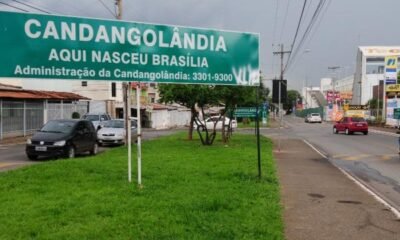 CANDANGOLÂNDIA
AQUI NASCEU BRASÍLIA
Administração da Candangolândia: 3301-9300